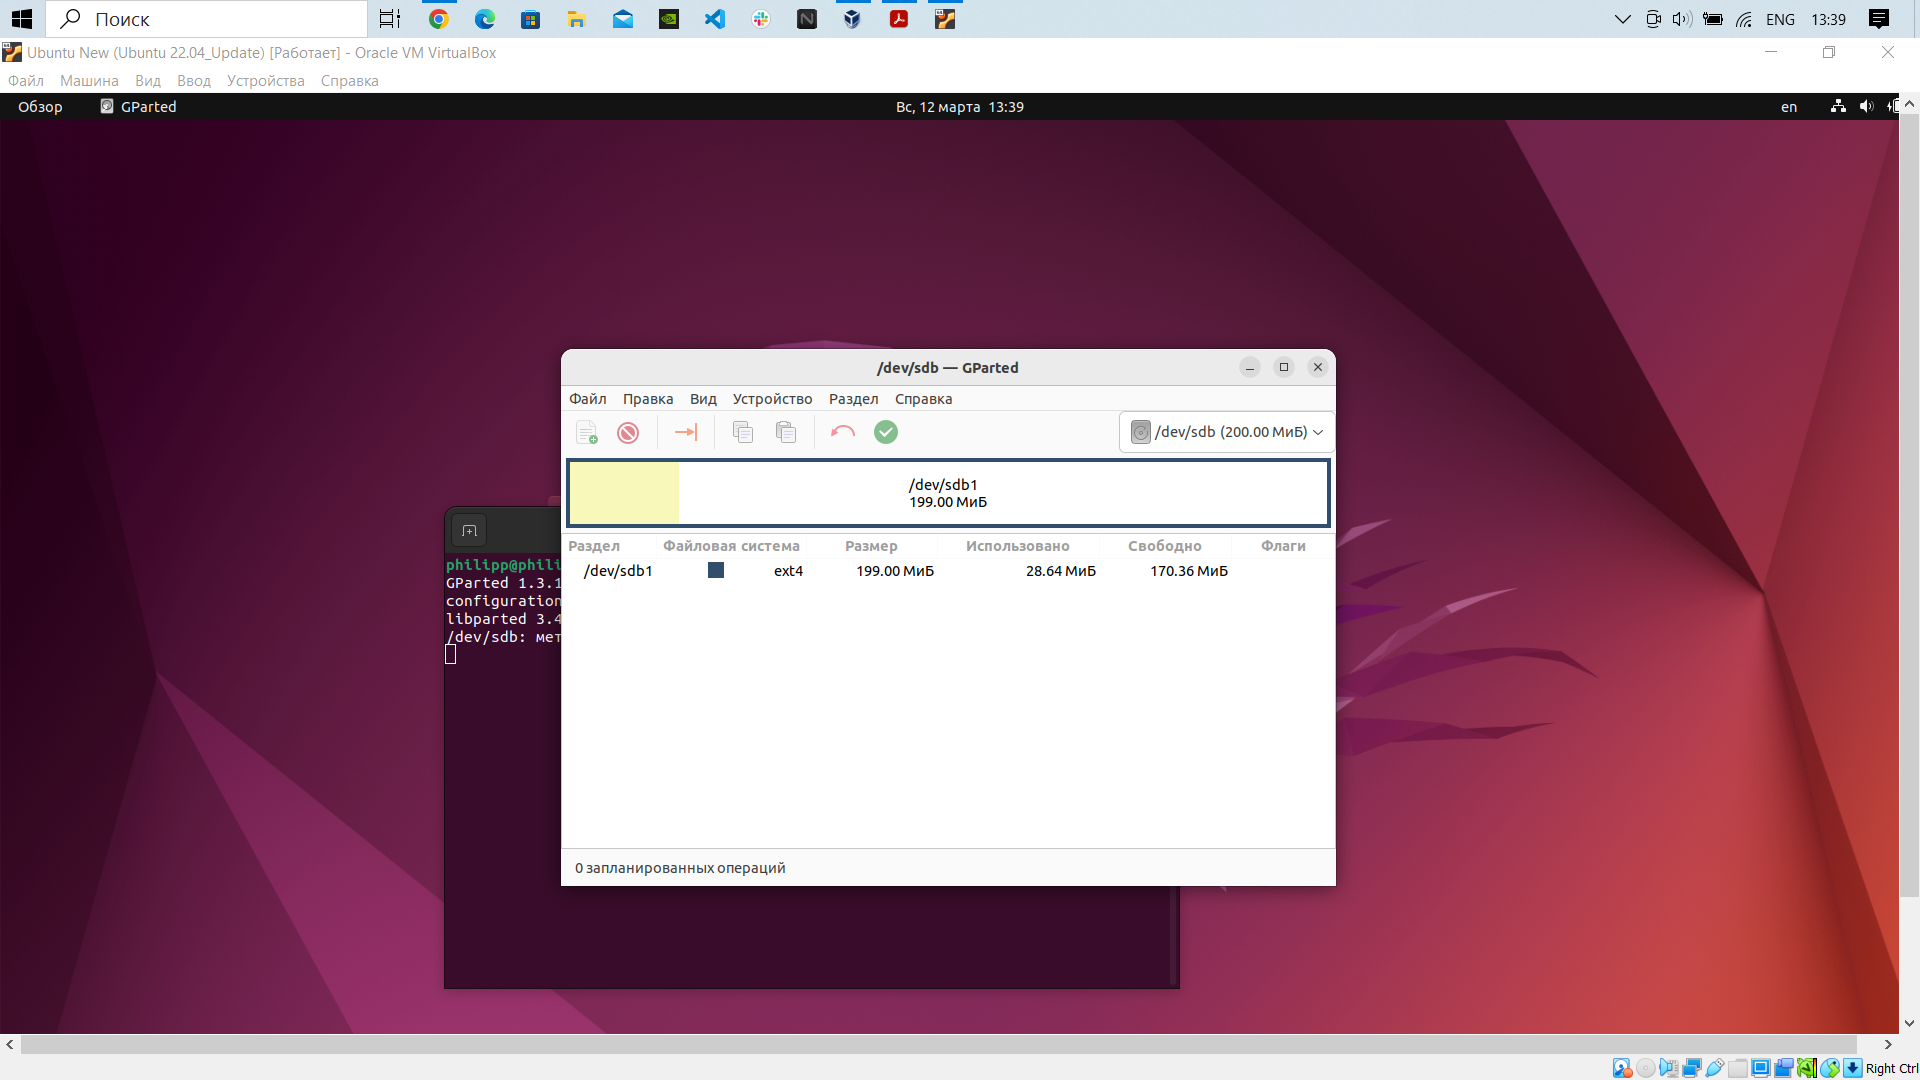 Поиск
ENG
13:39
Ubuntu New (Ubuntu 22.04_Update) [Работает] - Oracle VM VirtualBox
Файл Машина Вид Ввод Устройства Справка
Обзор GParted Вс, 12 марта 13:39 en
/dev/sdb — GParted
Файл Правка Вид Устройство Раздел Справка
/dev/sdb (200.00 МиБ)
/dev/sdb1
199.00 МиБ
Раздел Файловая система Размер Использовано Свободно Флаги
/dev/sdb1 ext4 199.00 МиБ 28.64 МиБ 170.36 МиБ
0 запланированных операций
philipp@phili
GParted 1.3.1
configuration
libparted 3.4
/dev/sdb: мет
Right Ctrl